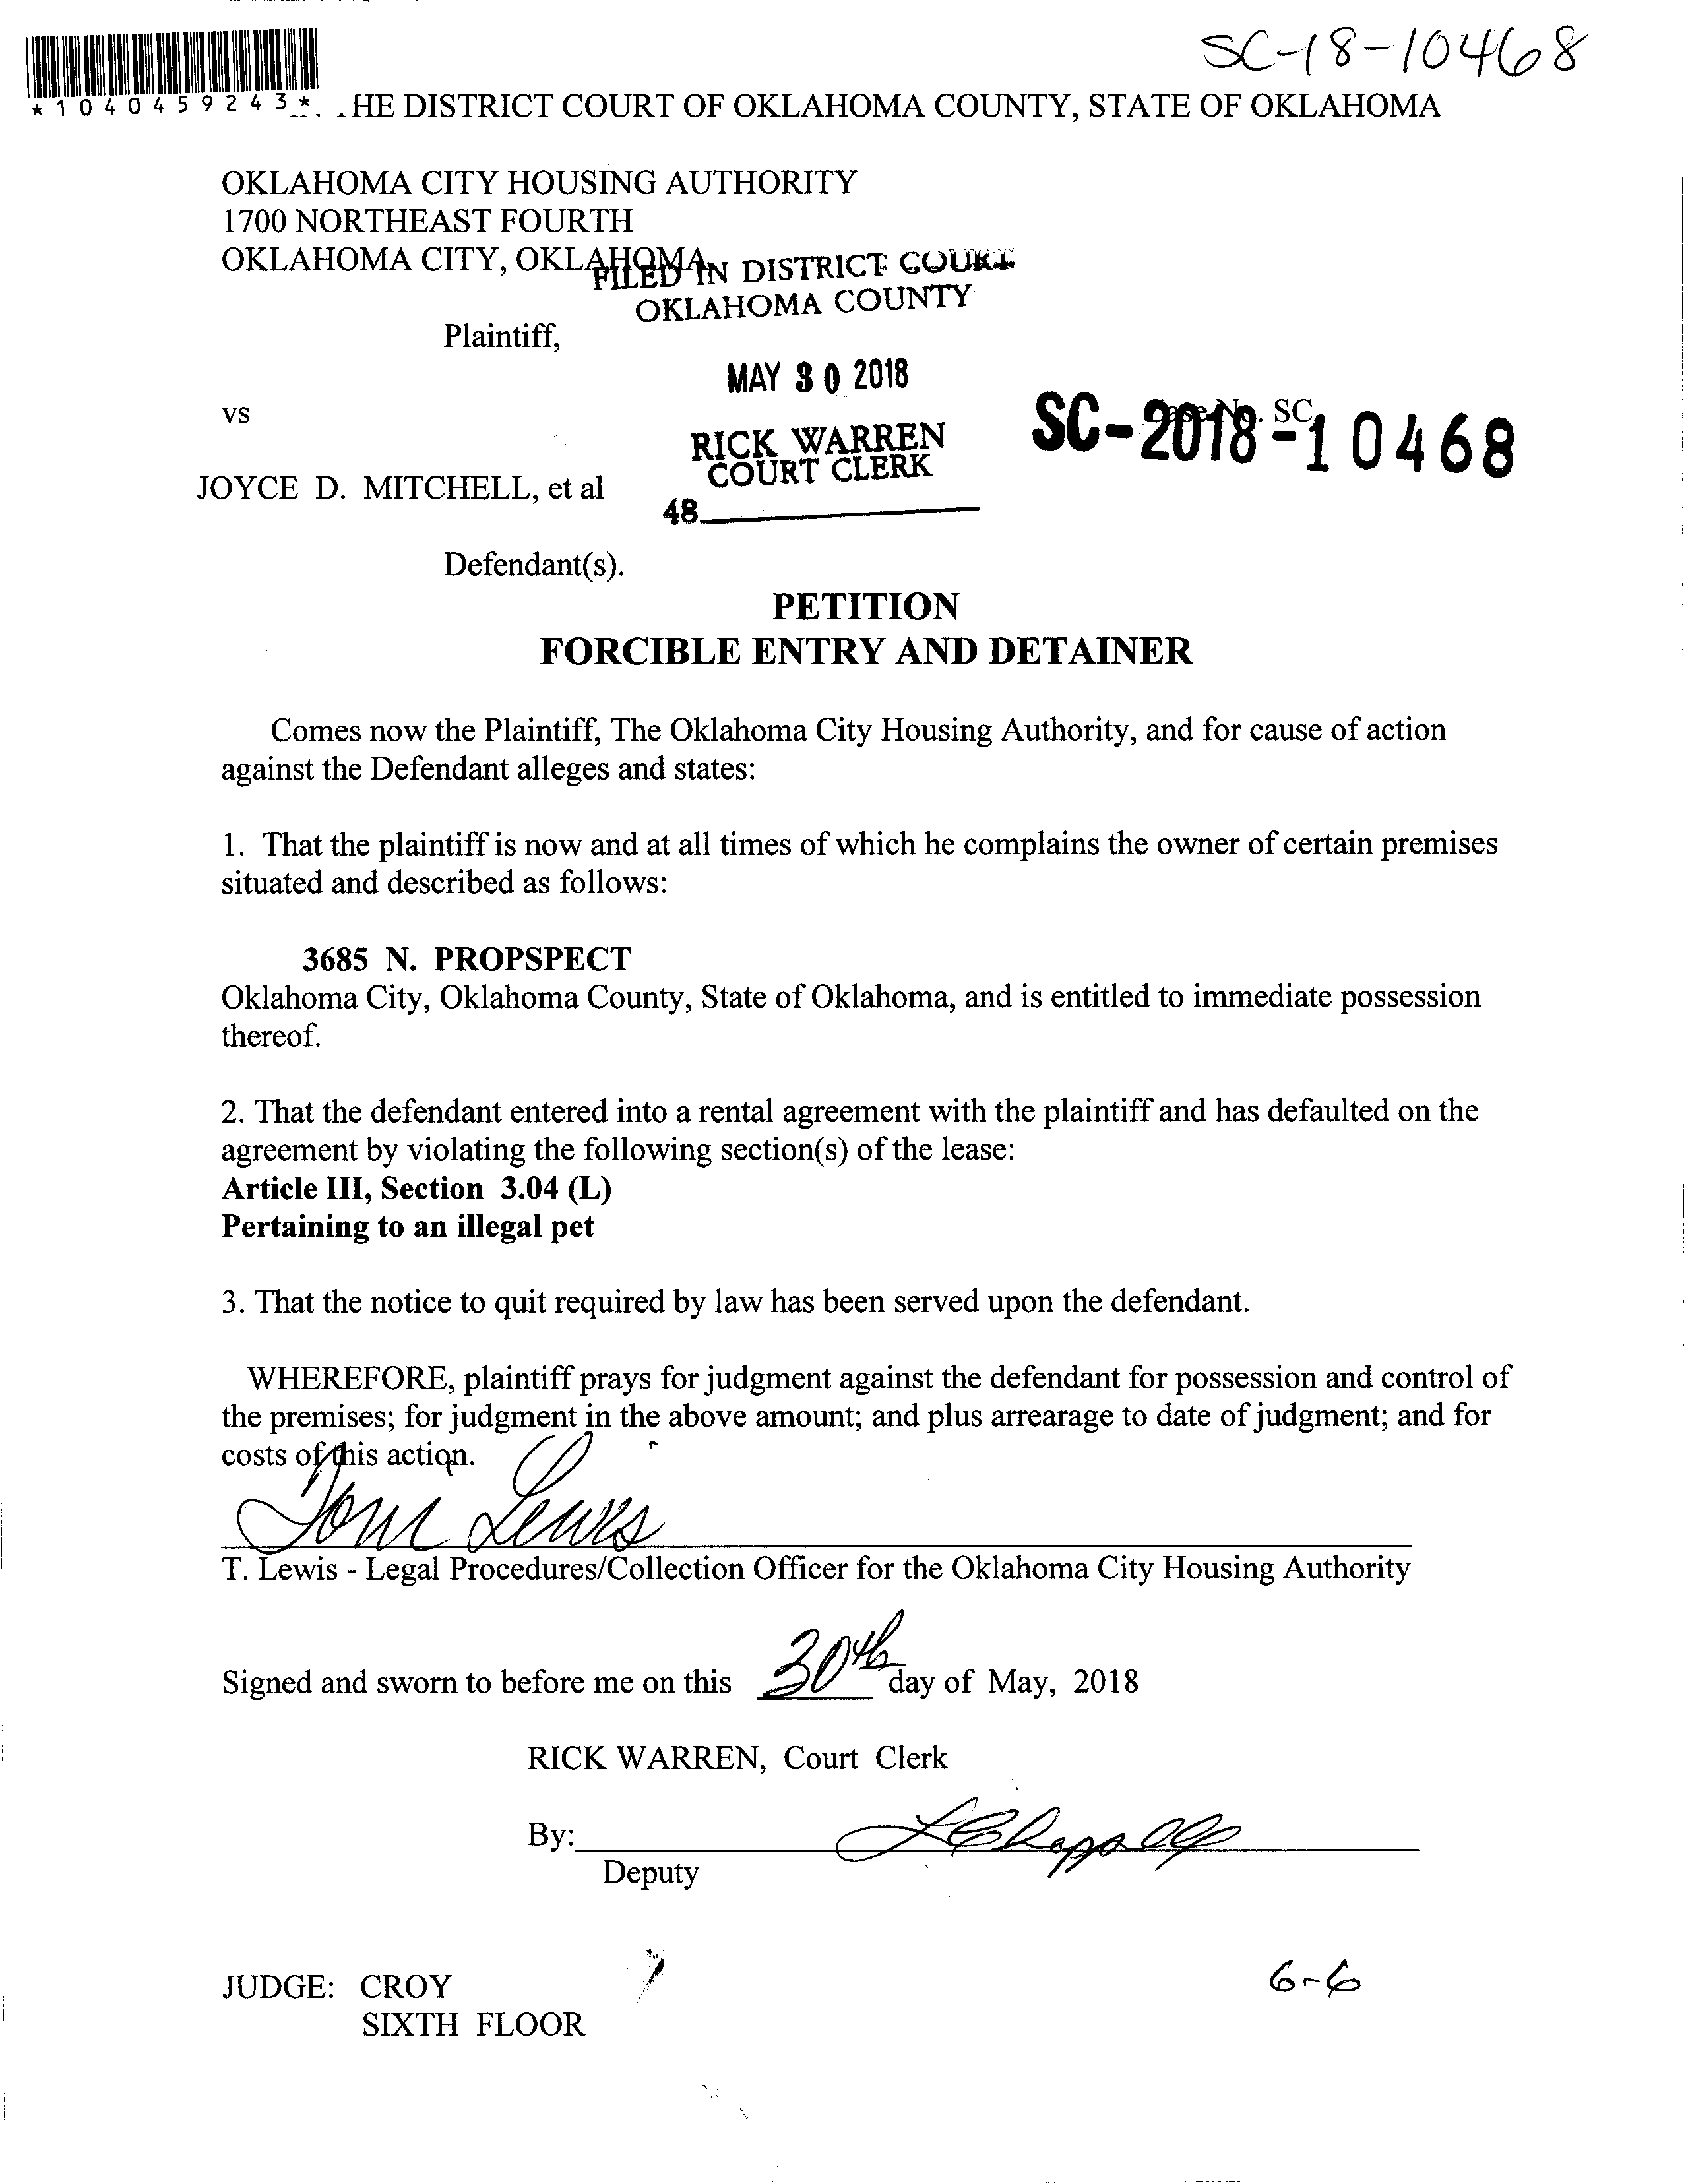 SC-18-10468
*1040459243*
HE DISTRICT COURT OF OKLAHOMA COUNTY, STATE OF OKLAHOMA
OKLAHOMA CITY HOUSING AUTHORITY
1700 NORTHEAST FOURTH
OKLAHOMA CITY, OKLAHOMA
FILED IN DISTRICT COURT
OKLAHOMA COUNTY
Plaintiff,
MAY 30 2018
vs
Case No. SC
SC-2018-10468
RICK WARREN
COURT CLERK
JOYCE D. MITCHELL, et al
48
Defendant(s).
PETITION
FORCIBLE ENTRY AND DETAINER
Comes now the Plaintiff, The Oklahoma City Housing Authority, and for cause of action
against the Defendant alleges and states:
1. That the plaintiff is now and at all times of which he complains the owner of certain premises
situated and described as follows:
3685 N. PROPSPECT
Oklahoma City, Oklahoma County, State of Oklahoma, and is entitled to immediate possession
thereof.
2. That the defendant entered into a rental agreement with the plaintiff and has defaulted on the
agreement by violating the following section(s) of the lease:
Article III, Section 3.04 (L)
Pertaining to an illegal pet
3. That the notice to quit required by law has been served upon the defendant.
WHEREFORE, plaintiff prays for judgment against the defendant for possession and control of
the premises; for judgment in the above amount; and plus arrearage to date of judgment; and for
costs of this action.
Tom Lewis
T. Lewis - Legal Procedures/Collection Officer for the Oklahoma City Housing Authority
Signed and sworn to before me on this 30th day of May, 2018
RICK WARREN, Court Clerk
By:
Deputy
JUDGE: CROY
6-6
SIXTH FLOOR